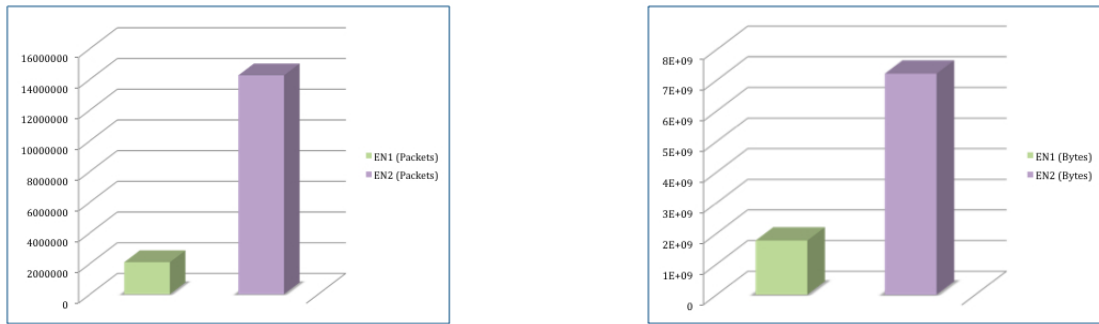 16000000
14000000
12000000
10000000
8000000
6000000
4000000
2000000
0
EN1 (Packets)
EN2 (Packets)
8E+09
7E+09
6E+09
5E+09
4E+09
3E+09
2E+09
1E+09
0
EN1 (Bytes)
EN2 (Bytes)